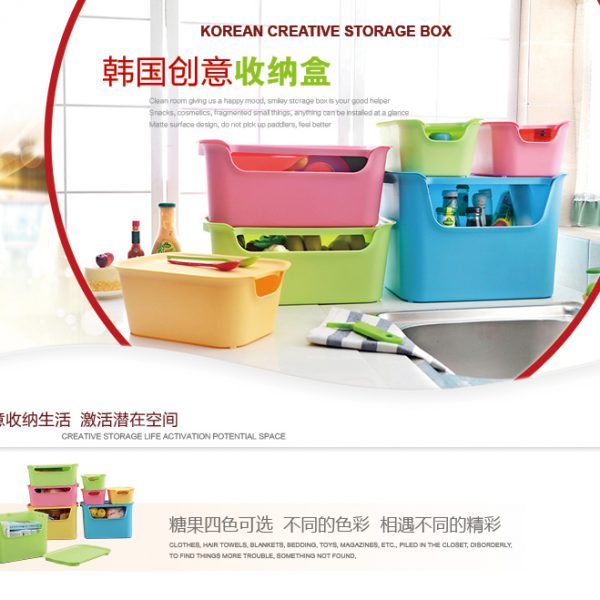 KOREAN CREATIVE STORAGE BOX
韩国创意收纳盒
Clean room giving us a happy mood, smiley storage box is your good helper
Snacks, cosmetics, fragmented small things, anything can be installed at a glance
Matte surface design, do not pick up paddlers, feel better
意收纳生活 激活潜在空间
CREATIVE STORAGE LIFE ACTIVATION POTENTIAL SPACE
糖果四色可选 不同的色彩 相遇不同的精彩
CLOTHES, HAIR TOWELS, BLANKETS, BEDDING, TOYS, MAGAZINES, ETC., PILED IN THE CLOSET, DISORDERLY,
TO FIND THINGS MORE TROUBLE, SOMETHING NOT FOUND,